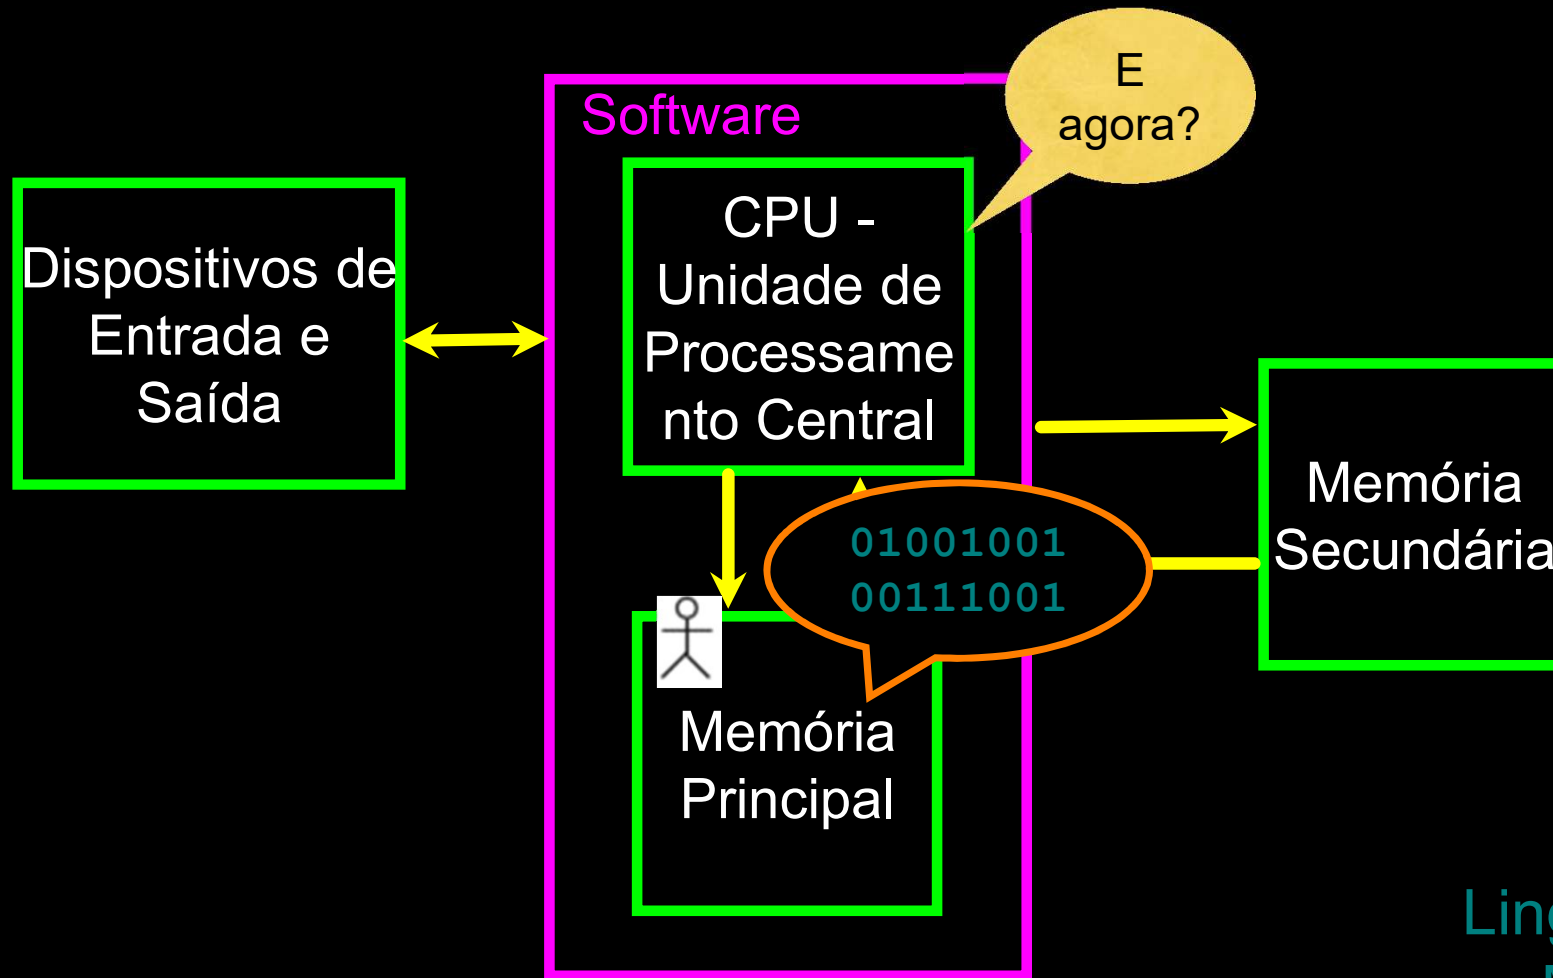 E
agora?
Software
CPU -
Unidade de
Processame
nto Central
Dispositivos de
Entrada e
Saída
01001001
00111001
Memória
Secundária
Memória
Principal